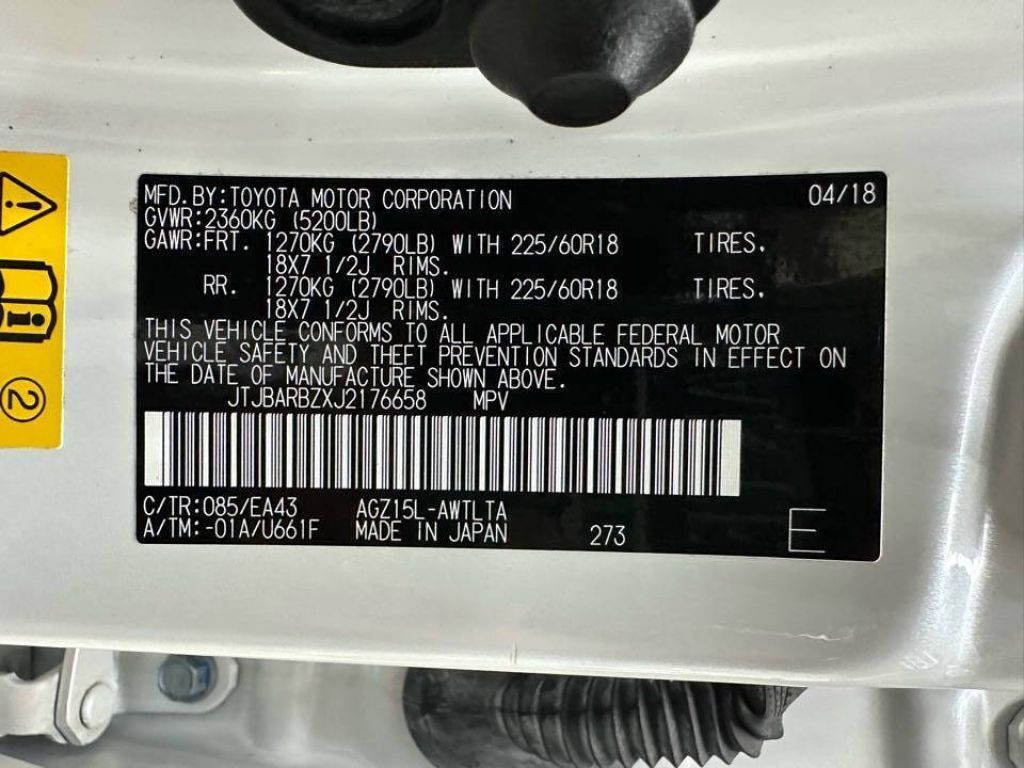 MFD. BY: TOYOTA MOTOR CORPORATION 04/18
GVWR: 2360KG (5200LB)
GAWR: FRT. 1270KG (2790LB) WITH 225/60R18 TIRES.
18X7 1/2J RIMS.
RR. 1270KG (2790LB) WITH 225/60R18 TIRES.
18X7 1/2J RIMS.
THIS VEHICLE CONFORMS TO ALL APPLICABLE FEDERAL MOTOR
VEHICLE SAFETY AND THEFT PREVENTION STANDARDS IN EFFECT ON
THE DATE OF MANUFACTURE SHOWN ABOVE.
JTJBARBZXJ2176658 MPV
C/TR: 085/EA43 AGZ15L-AWTLTA
A/TM: -01A/U661F MADE IN JAPAN 273 E
2